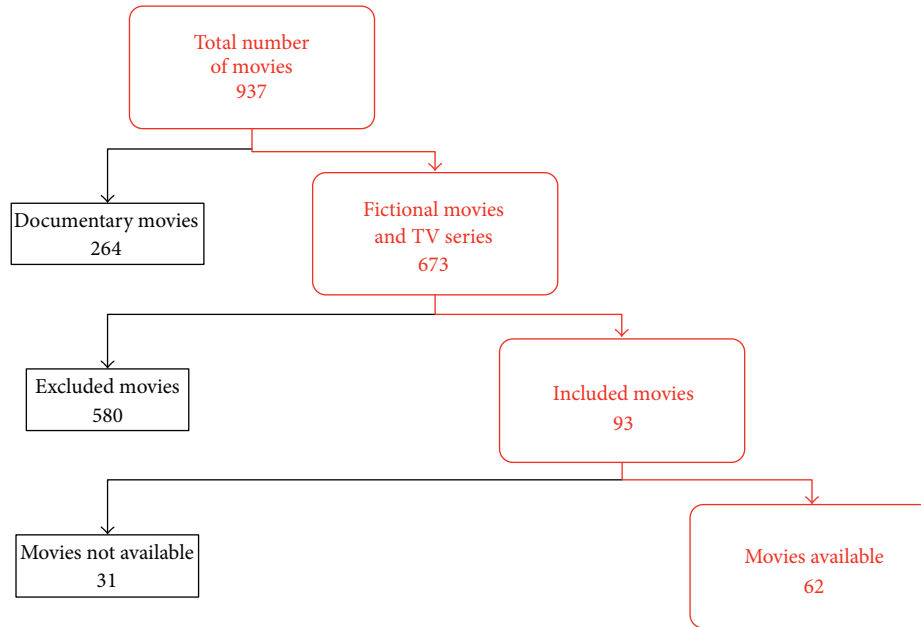 Total number
of movies
937
Documentary movies
264
Fictional movies
and TV series
673
Excluded movies
580
Included movies
93
Movies not available
31
Movies available
62